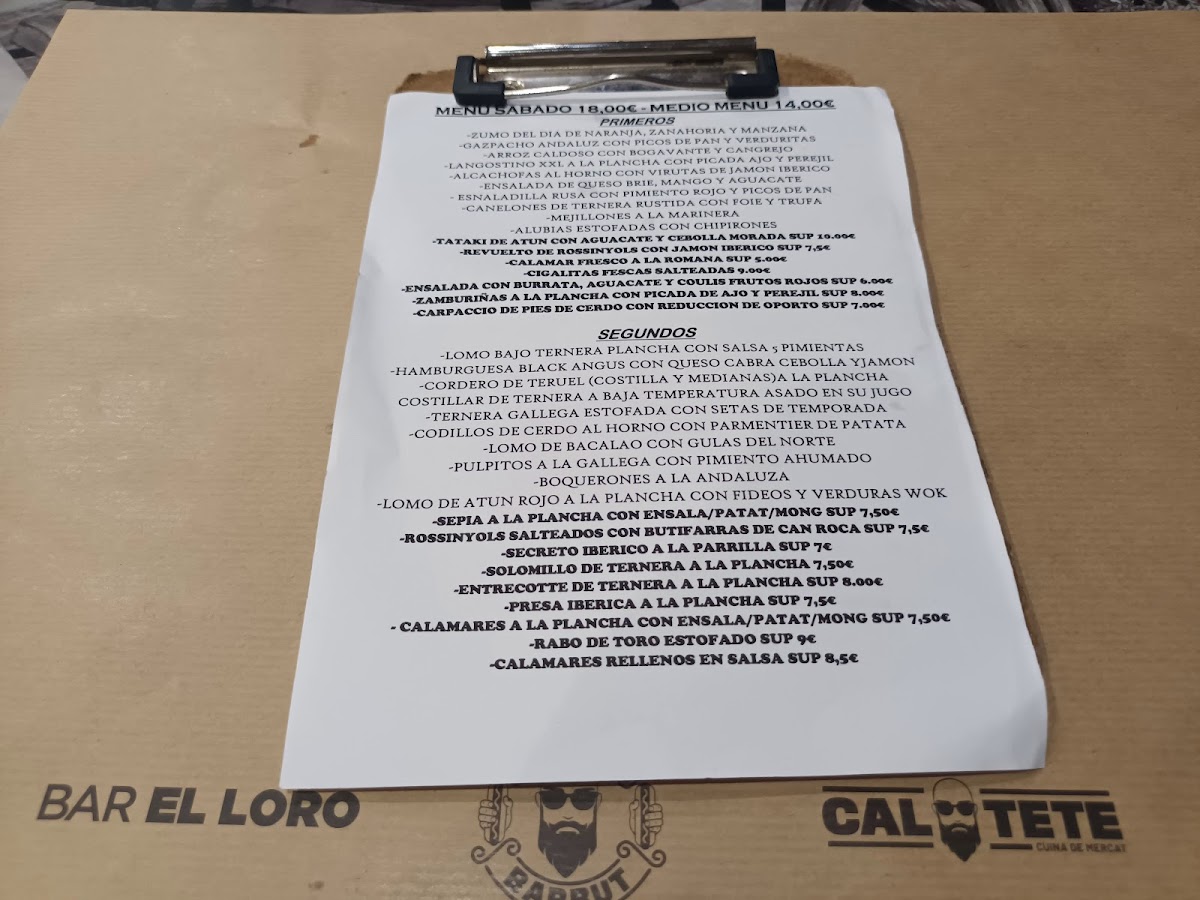 MENU SABADO 18,00€ - MEDIO MENU 14,00€
PRIMEROS
-ZUMO DEL DIA DE NARANJA, ZANAHORIA Y MANZANA
-GAZPACHO ANDALUZ CON PICOS DE PAN Y VERDURITAS
-ARROZ CALDOSO CON BOGAVANTE Y CANGREJO
-LANGOSTINO XXL A LA PLANCHA CON PICADA AJO Y PEREJIL
-ALCACHOFAS AL HORNO CON VIRUTAS DE JAMON IBERICO
-ENSALADA DE QUESO BRIE, MANGO Y AGUACATE
- ESNALADILLA RUSA CON PIMIENTO ROJO Y PICOS DE PAN
-CANELONES DE TERNERA RUSTIDA CON FOIE Y TRUFA
-MEJILLONES A LA MARINERA
-ALUBIAS ESTOFADAS CON CHIPIRONES
-TATAKI DE ATUN CON AGUACATE Y CEBOLLA MORADA SUP 10.00€
-REVUELTO DE ROSSINYOLS CON JAMON IBERICO SUP 7,5€
-CALAMAR FRESCO A LA ROMANA SUP 5.00€
-CIGALITAS FESCAS SALTEADAS 9.00€
-ENSALADA CON BURRATA, AGUACATE Y COULIS FRUTOS ROJOS SUP 6.00€
-ZAMBURIÑAS A LA PLANCHA CON PICADA DE AJO Y PEREJIL SUP 8.00€
-CARPACCIO DE PIES DE CERDO CON REDUCCION DE OPORTO SUP 7.00€
SEGUNDOS
-LOMO BAJO TERNERA PLANCHA CON SALSA 5 PIMIENTAS
-HAMBURGUESA BLACK ANGUS CON QUESO CABRA CEBOLLA YJAMON
-CORDERO DE TERUEL (COSTILLA Y MEDIANAS)A LA PLANCHA
COSTILLAR DE TERNERA A BAJA TEMPERATURA ASADO EN SU JUGO
-TERNERA GALLEGA ESTOFADA CON SETAS DE TEMPORADA
-CODILLOS DE CERDO AL HORNO CON PARMENTIER DE PATATA
-LOMO DE BACALAO CON GULAS DEL NORTE
-PULPITOS A LA GALLEGA CON PIMIENTO AHUMADO
-BOQUERONES A LA ANDALUZA
-LOMO DE ATUN ROJO A LA PLANCHA CON FIDEOS Y VERDURAS WOK
-SEPIA A LA PLANCHA CON ENSALA/PATAT/MONG SUP 7,50€
-ROSSINYOLS SALTEADOS CON BUTIFARRAS DE CAN ROCA SUP 7,5€
-SECRETO IBERICO A LA PARRILLA SUP 7€
-SOLOMILLO DE TERNERA A LA PLANCHA 7,50€
-ENTRECOTTE DE TERNERA A LA PLANCHA SUP 8.00€
-PRESA IBERICA A LA PLANCHA SUP 7,5€
- CALAMARES A LA PLANCHA CON ENSALA/PATAT/MONG SUP 7,50€
-RABO DE TORO ESTOFADO SUP 9€
-CALAMARES RELLENOS EN SALSA SUP 8,5€
BAR EL LORO
BARBUT
CAL TETE
CUINA DE MERCAT